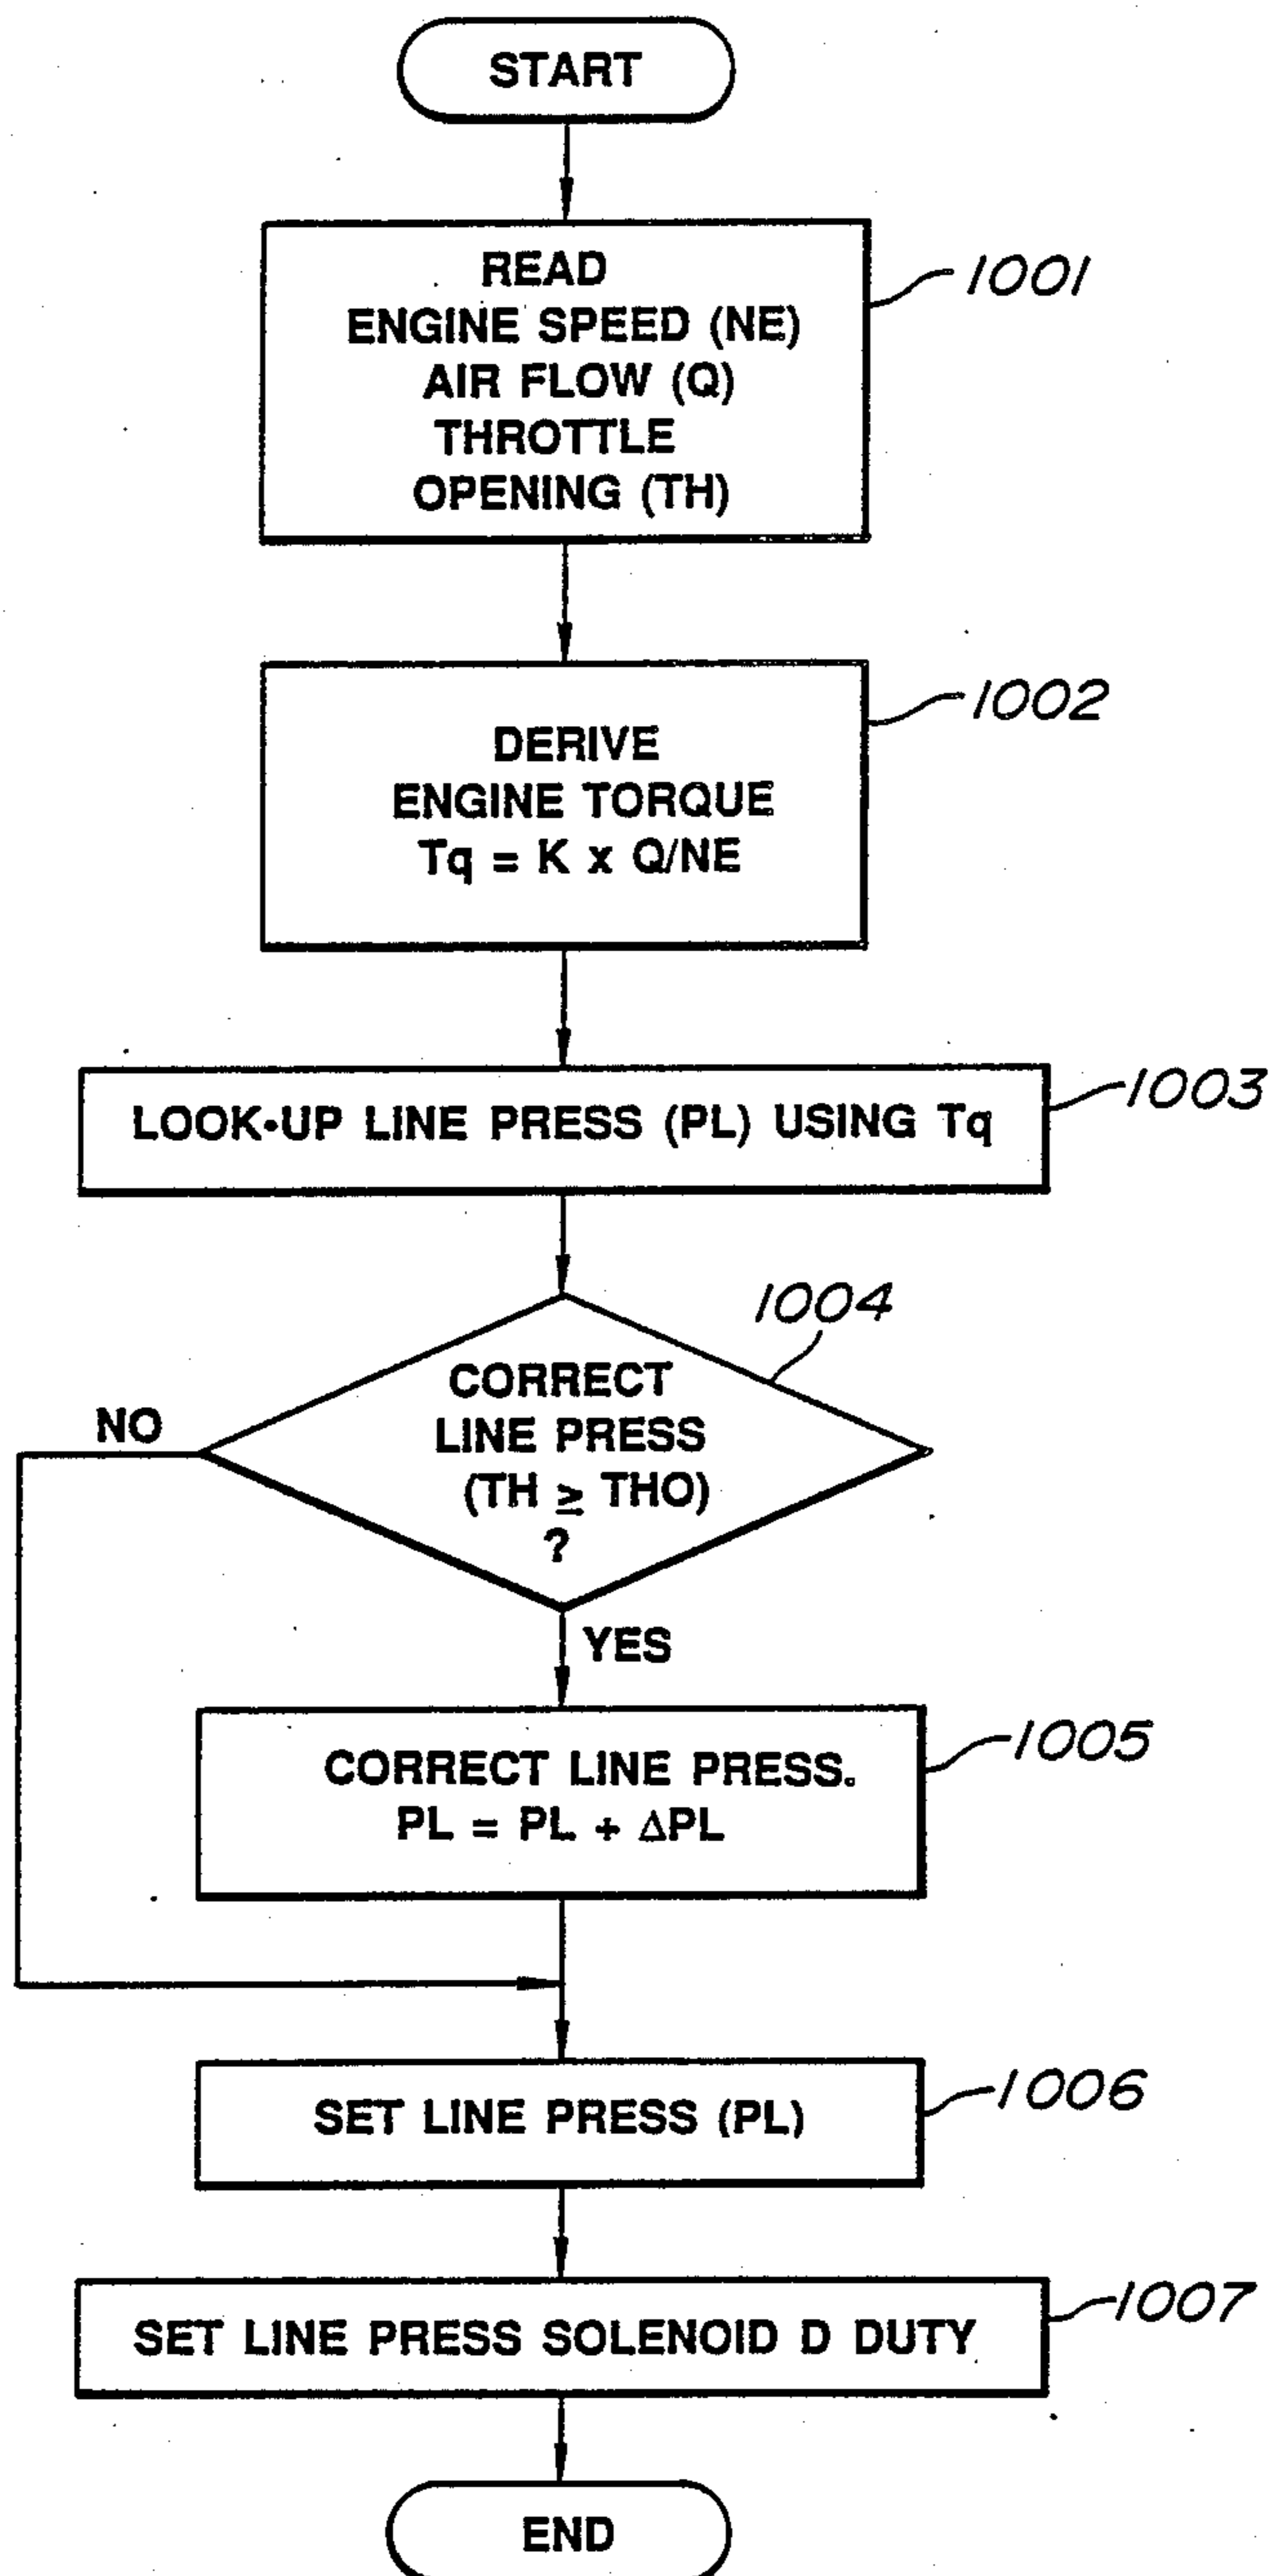 START
READ
ENGINE SPEED (NE)
AIR FLOW (Q)
THROTTLE
OPENING (TH)
1001
DERIVE
ENGINE TORQUE
Tq = K x Q/NE
1002
LOOK•UP LINE PRESS (PL) USING Tq
1003
1004
CORRECT
LINE PRESS
(TH ≥ THO)
?
NO
YES
CORRECT LINE PRESS.
PL = PL + ΔPL
1005
SET LINE PRESS (PL)
1006
SET LINE PRESS SOLENOID D DUTY
1007
END